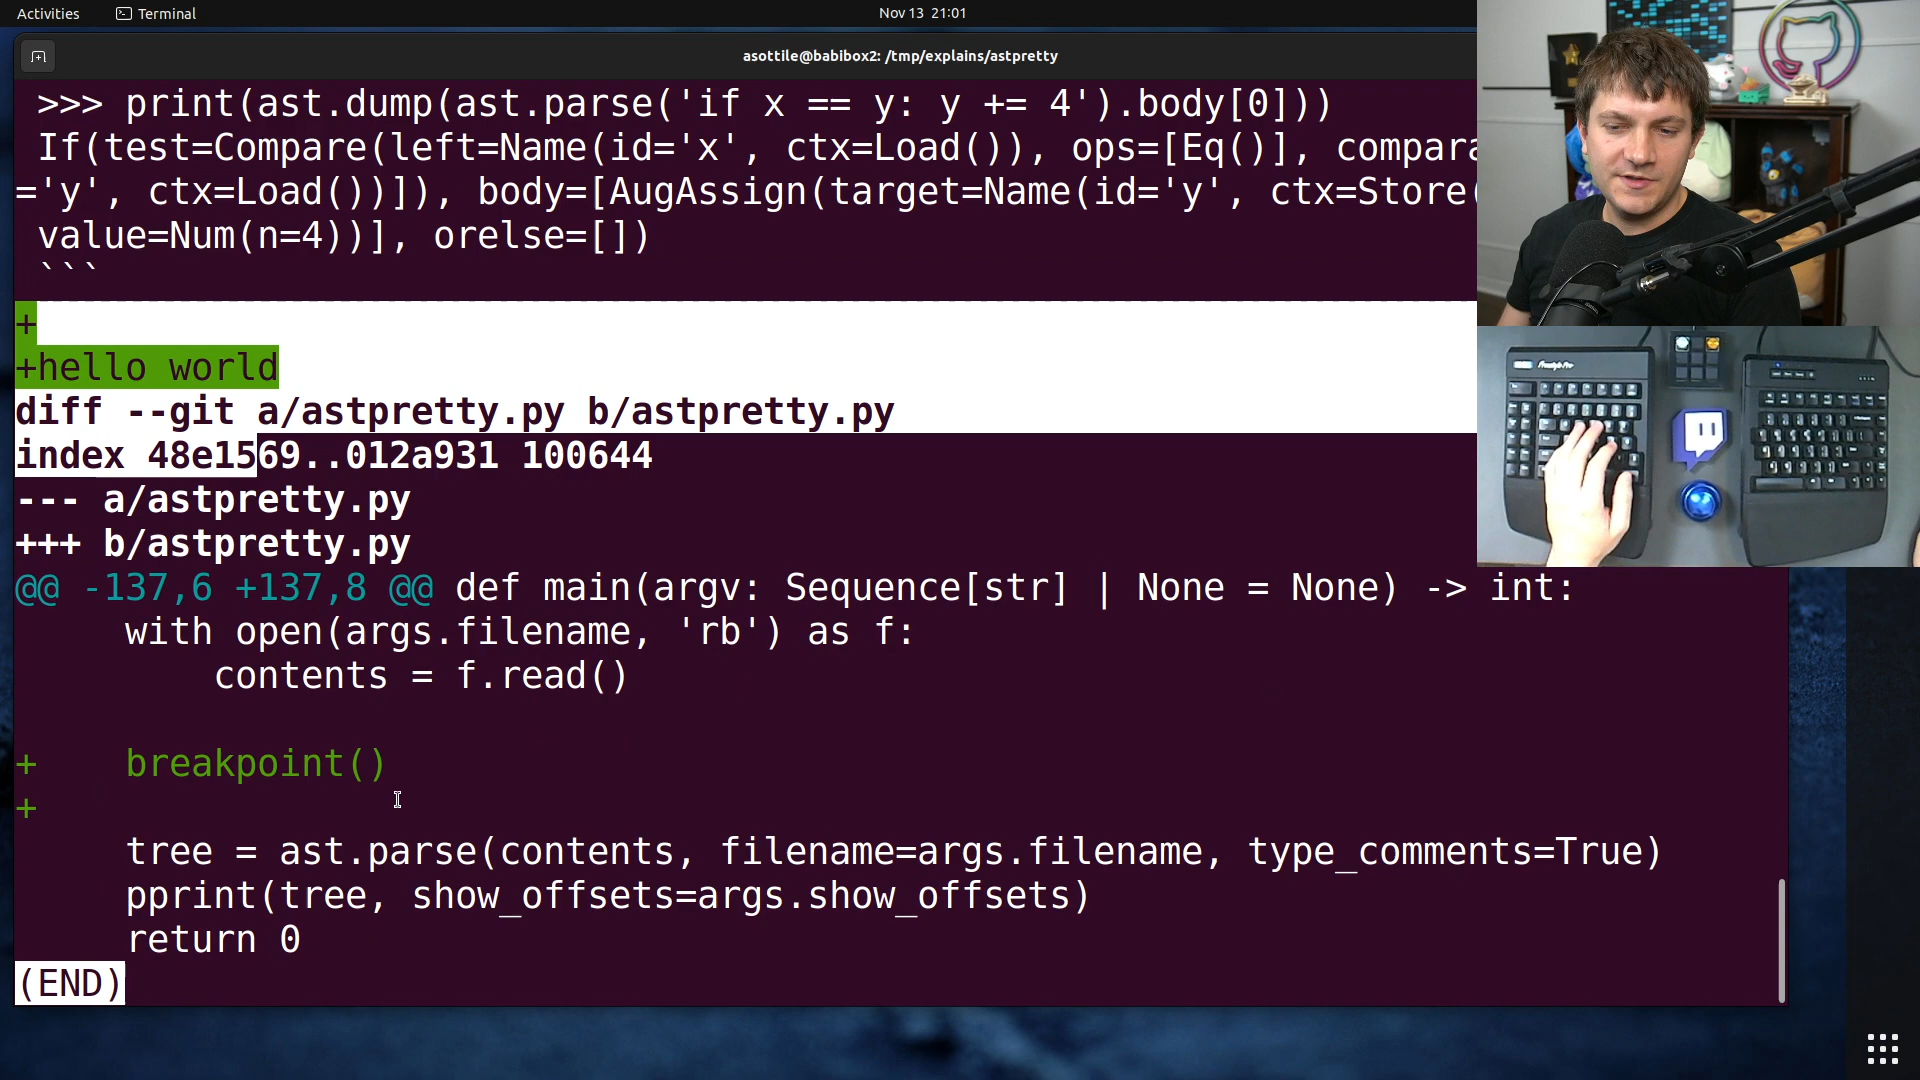 Activities
Terminal
Nov 13 21:01
asottile@babibox2: /tmp/explains/astpretty
>>> print(ast.dump(ast.parse('if x == y: y += 4').body[0]))
If(test=Compare(left=Name(id='x', ctx=Load()), ops=[Eq()],
='y', ctx=Load())]), body=[AugAssign(target=Name(id='y', ctx=Store(
value=Num(n=4))], orelse=[])
```
+
+hello world
diff --git a/astpretty.py b/astpretty.py
index 48e1569..012a931 100644
--- a/astpretty.py
+++ b/astpretty.py
@@ -137,6 +137,8 @@ def main(argv: Sequence[str] | None = None) -> int:
with open(args.filename, 'rb') as f:
contents = f.read()
+ breakpoint()
+
tree = ast.parse(contents, filename=args.filename, type_comments=True)
pprint(tree, show_offsets=args.show_offsets)
return 0
(END)